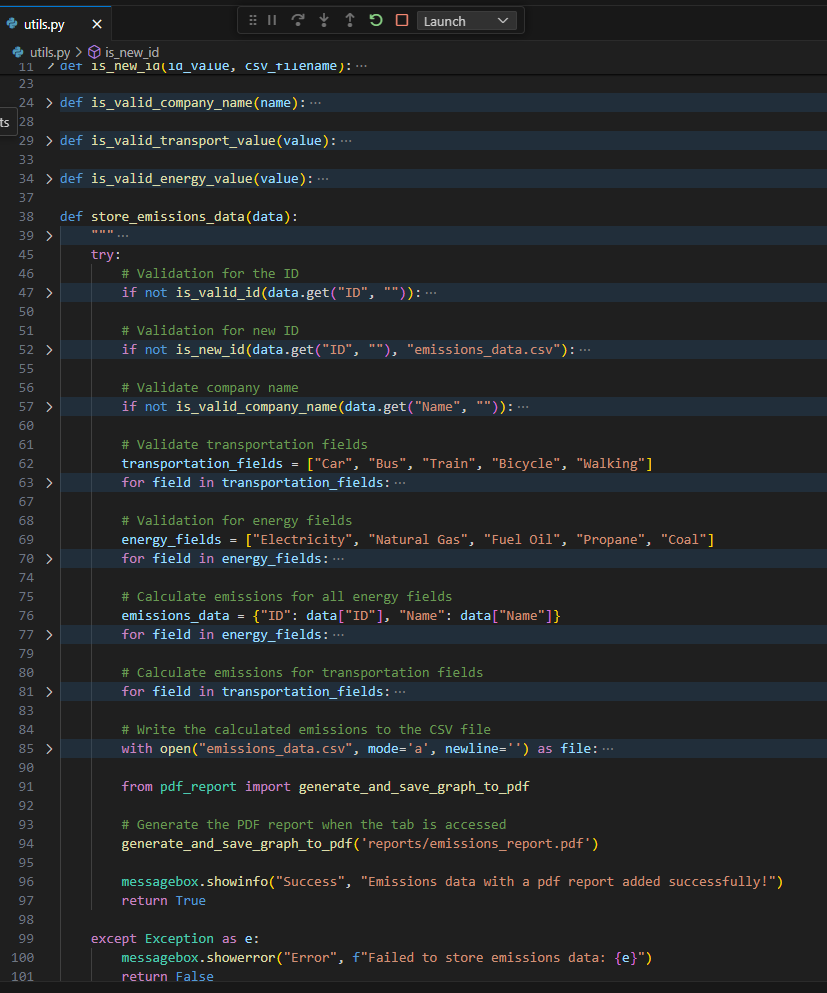 utils.py
Launch
utils.py > is_new_id
11 def is_new_id(id_value, csv_filename): ···
23
24 def is_valid_company_name(name): ···
ts
28
29 def is_valid_transport_value(value): ···
33
34 def is_valid_energy_value(value): ···
37
38 def store_emissions_data(data):
39 """ ···
45 try:
46 # Validation for the ID
47 if not is_valid_id(data.get("ID", "")): ···
50
51 # Validation for new ID
52 if not is_new_id(data.get("ID", ""), "emissions_data.csv"): ···
55
56 # Validate company name
57 if not is_valid_company_name(data.get("Name", "")): ···
60
61 # Validate transportation fields
62 transportation_fields = ["Car", "Bus", "Train", "Bicycle", "Walking"]
63 for field in transportation_fields: ···
67
68 # Validation for energy fields
69 energy_fields = ["Electricity", "Natural Gas", "Fuel Oil", "Propane", "Coal"]
70 for field in energy_fields: ···
74
75 # Calculate emissions for all energy fields
76 emissions_data = {"ID": data["ID"], "Name": data["Name"]}
77 for field in energy_fields: ···
79
80 # Calculate emissions for transportation fields
81 for field in transportation_fields: ···
83
84 # Write the calculated emissions to the CSV file
85 with open("emissions_data.csv", mode='a', newline='') as file: ···
90
91 from pdf_report import generate_and_save_graph_to_pdf
92
93 # Generate the PDF report when the tab is accessed
94 generate_and_save_graph_to_pdf('reports/emissions_report.pdf')
95
96 messagebox.showinfo("Success", "Emissions data with a pdf report added successfully!")
97 return True
98
99 except Exception as e:
100 messagebox.showerror("Error", f"Failed to store emissions data: {e}")
101 return False